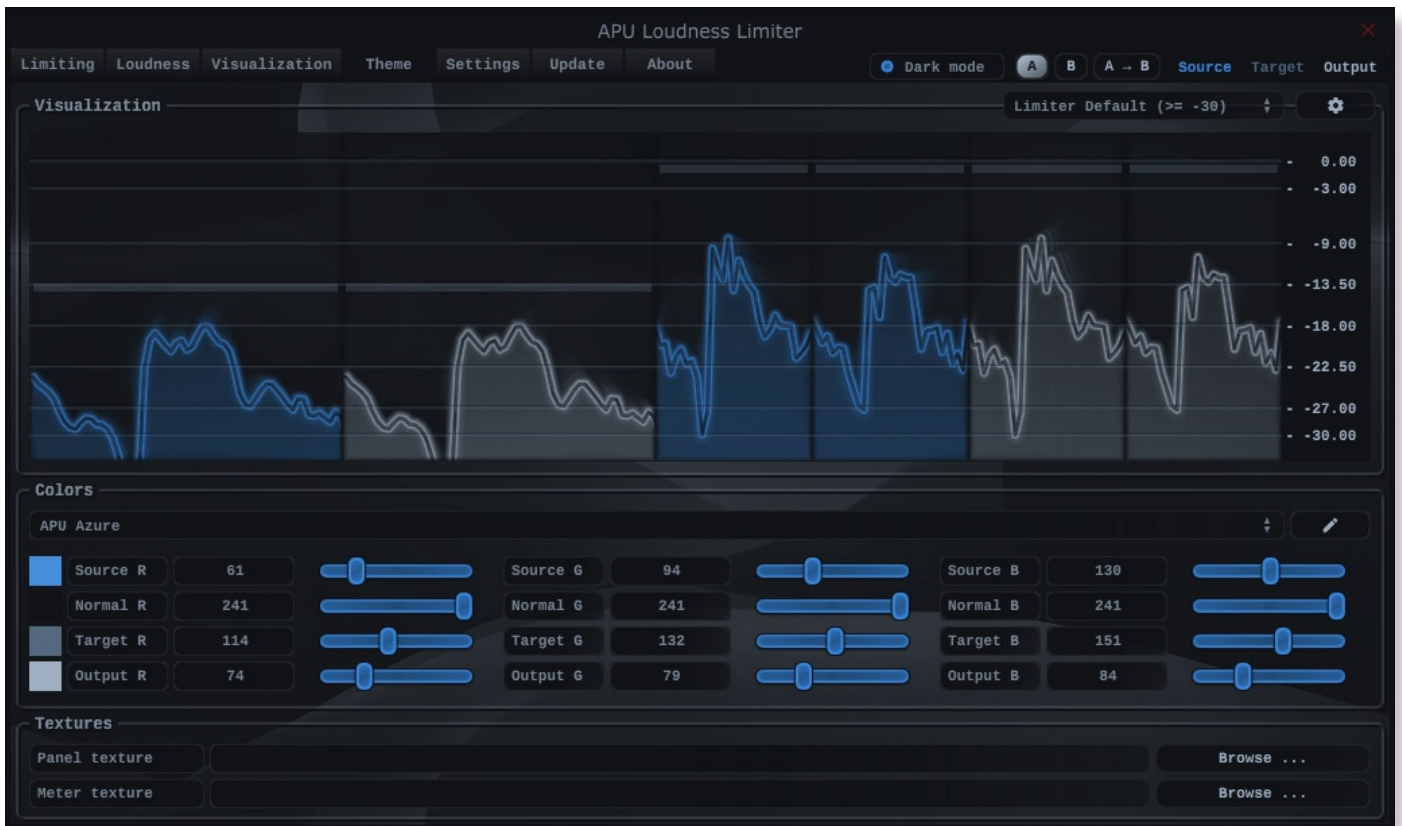 APU Loudness Limiter
Limiting Loudness Visualization Theme Settings Update About Dark mode A B A → B Source Target Output
Visualization Limiter Default (>= -30)
- 0.00
- -3.00
- -9.00
- -13.50
- -18.00
- -22.50
- -27.00
- -30.00
Colors
APU Azure
Source R 61 Source G 94 Source B 130
Normal R 241 Normal G 241 Normal B 241
Target R 114 Target G 132 Target B 151
Output R 74 Output G 79 Output B 84
Textures
Panel texture Browse ...
Meter texture Browse ...